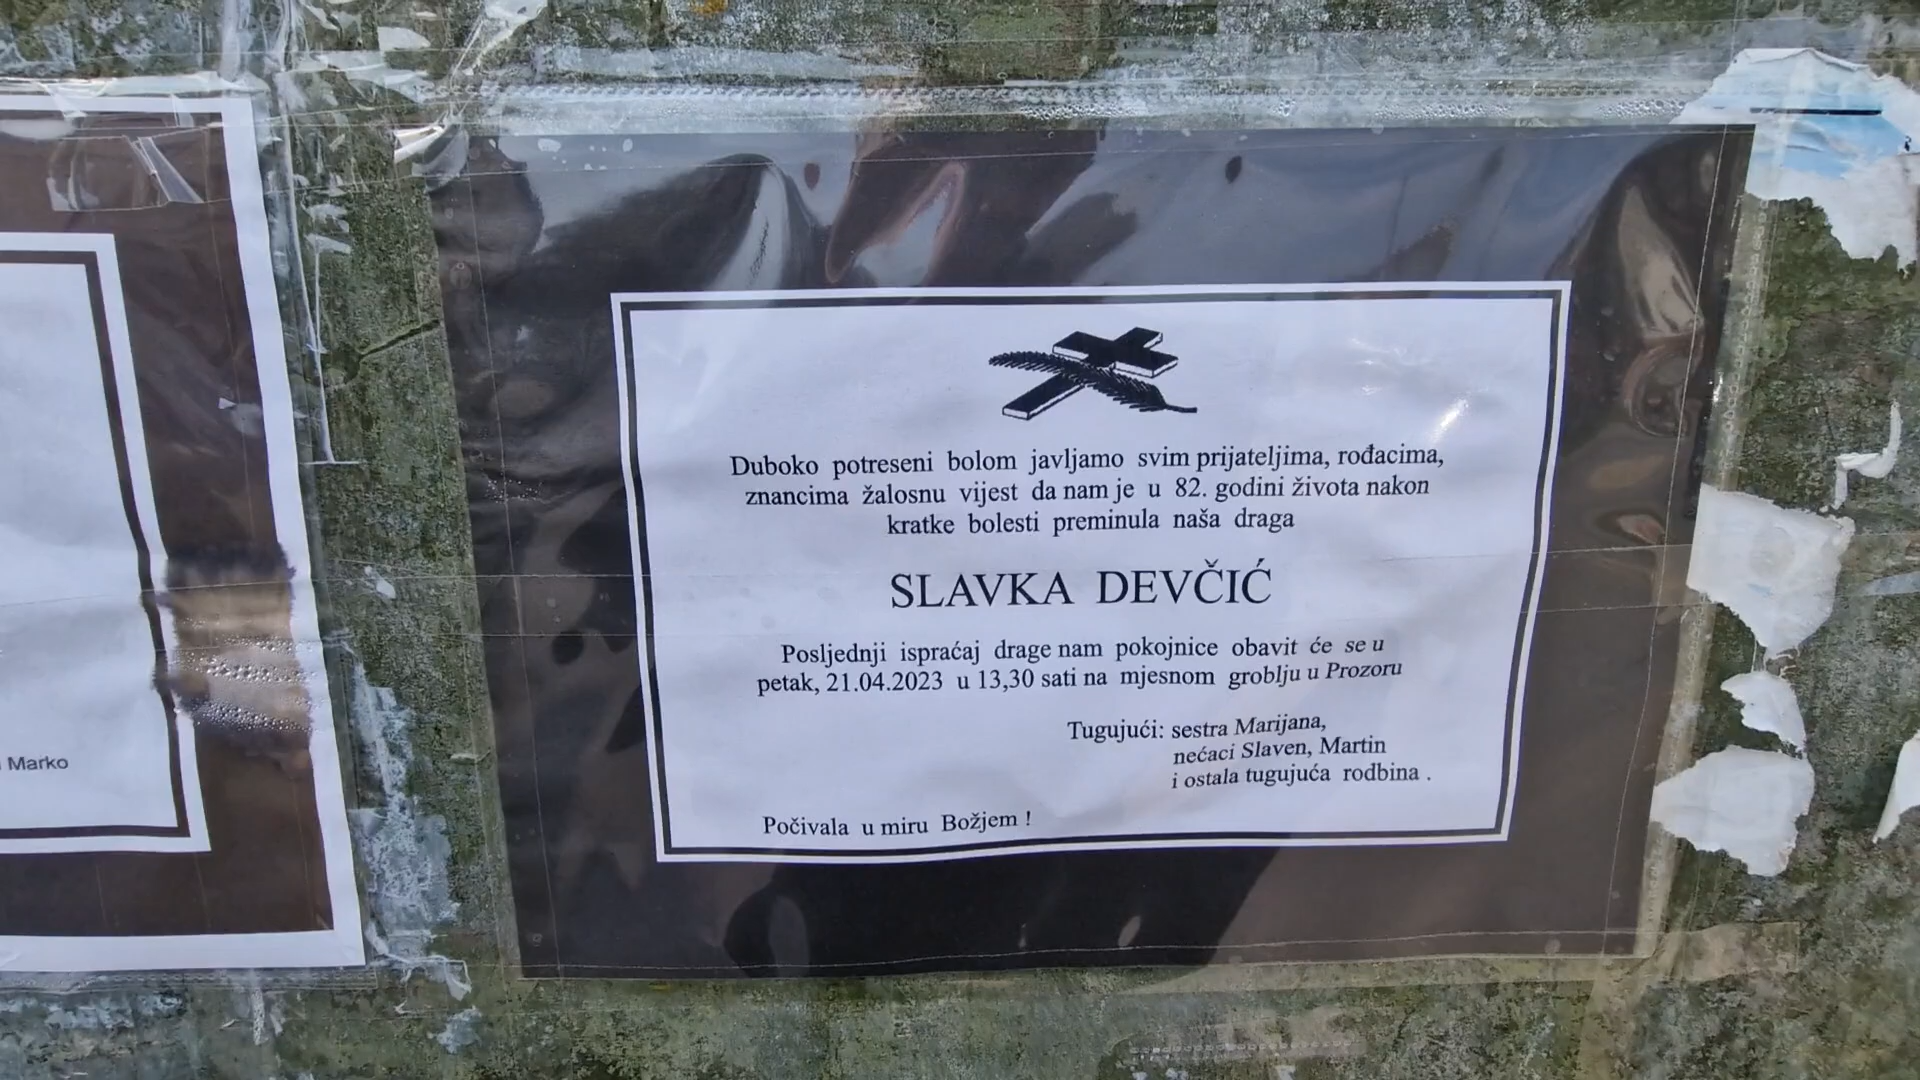 Duboko potreseni bolom javljamo svim prijateljima, rođacima,
znancima žalosnu vijest da nam je u 82. godini života nakon
kratke bolesti preminula naša draga
SLAVKA DEVČIĆ
Posljednji ispraćaj drage nam pokojnice obavit će se u
petak, 21.04.2023 u 13,30 sati na mjesnom groblju u Prozoru
Tugujući: sestra Marijana,
nećaci Slaven, Martin
i ostala tugujuća rodbina .
Počivala u miru Božjem !
Marko